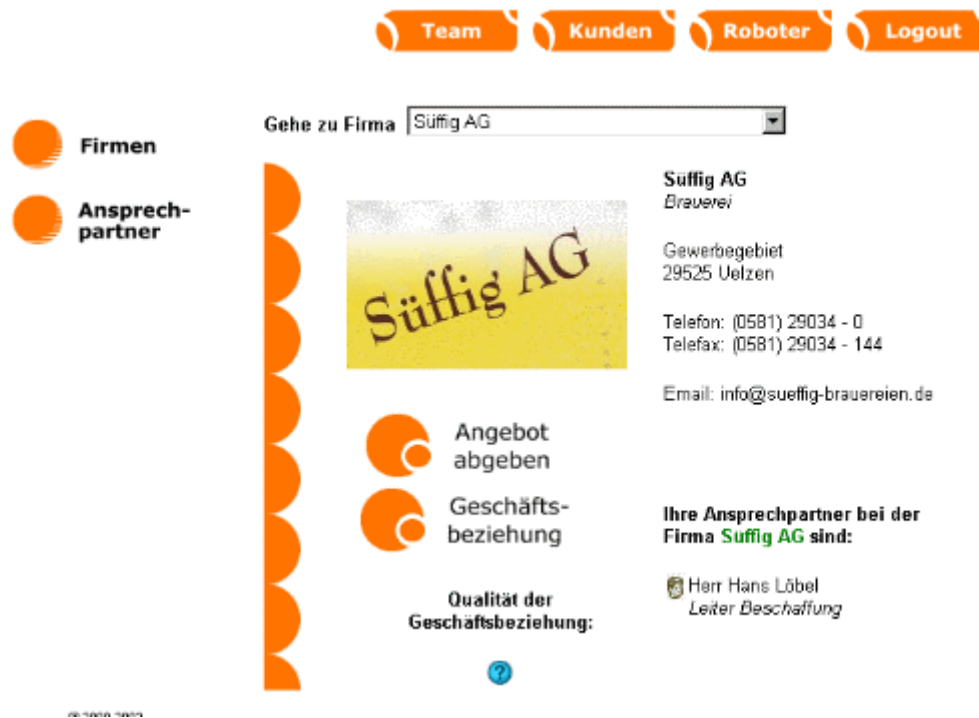 Team Kunden Roboter Logout
Gehe zu Firma Süffig AG
Firmen
Ansprech-
partner
Süffig AG
Angebot
abgeben
Geschäfts-
beziehung
Qualität der
Geschäftsbeziehung:
?
Süffig AG
Brauerei
Gewerbegebiet
29525 Uelzen
Telefon: (0581) 29034 - 0
Telefax: (0581) 29034 - 144
Email: info@sueffig-brauereien.de
Ihre Ansprechpartner bei der
Firma Süffig AG sind:
Herr Hans Löbel
Leiter Beschaffung